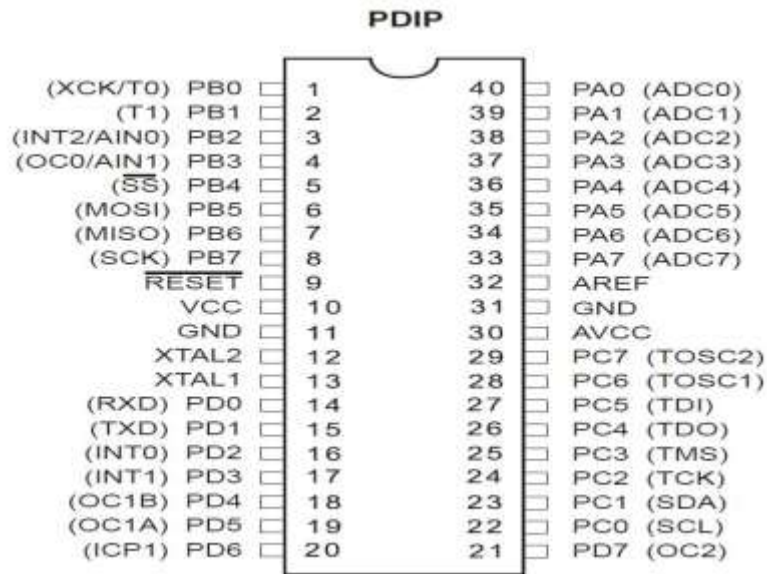 PDIP
(XCK/T0) PB0 1 40 PA0 (ADC0)
(T1) PB1 2 39 PA1 (ADC1)
(INT2/AIN0) PB2 3 38 PA2 (ADC2)
(OC0/AIN1) PB3 4 37 PA3 (ADC3)
(SS) PB4 5 36 PA4 (ADC4)
(MOSI) PB5 6 35 PA5 (ADC5)
(MISO) PB6 7 34 PA6 (ADC6)
(SCK) PB7 8 33 PA7 (ADC7)
RESET 9 32 AREF
VCC 10 31 GND
GND 11 30 AVCC
XTAL2 12 29 PC7 (TOSC2)
XTAL1 13 28 PC6 (TOSC1)
(RXD) PD0 14 27 PC5 (TDI)
(TXD) PD1 15 26 PC4 (TDO)
(INT0) PD2 16 25 PC3 (TMS)
(INT1) PD3 17 24 PC2 (TCK)
(OC1B) PD4 18 23 PC1 (SDA)
(OC1A) PD5 19 22 PC0 (SCL)
(ICP1) PD6 20 21 PD7 (OC2)